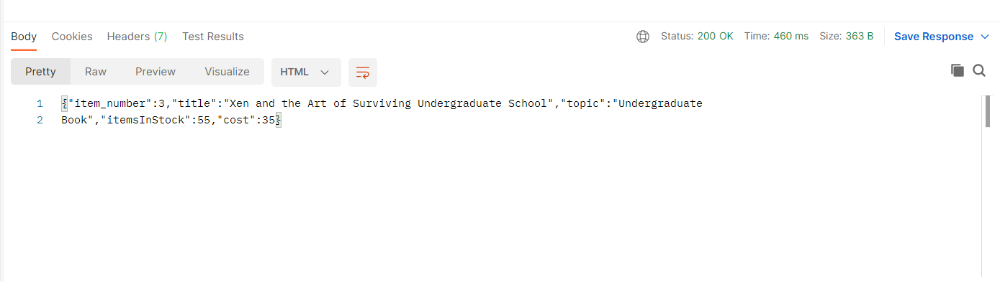 Body Cookies Headers (7) Test Results Status: 200 OK Time: 460 ms Size: 363 B Save Response
Pretty Raw Preview Visualize HTML
1 {"item_number":3,"title":"Xen and the Art of Surviving Undergraduate School","topic":"Undergraduate
2 Book","itemsInStock":55,"cost":35}